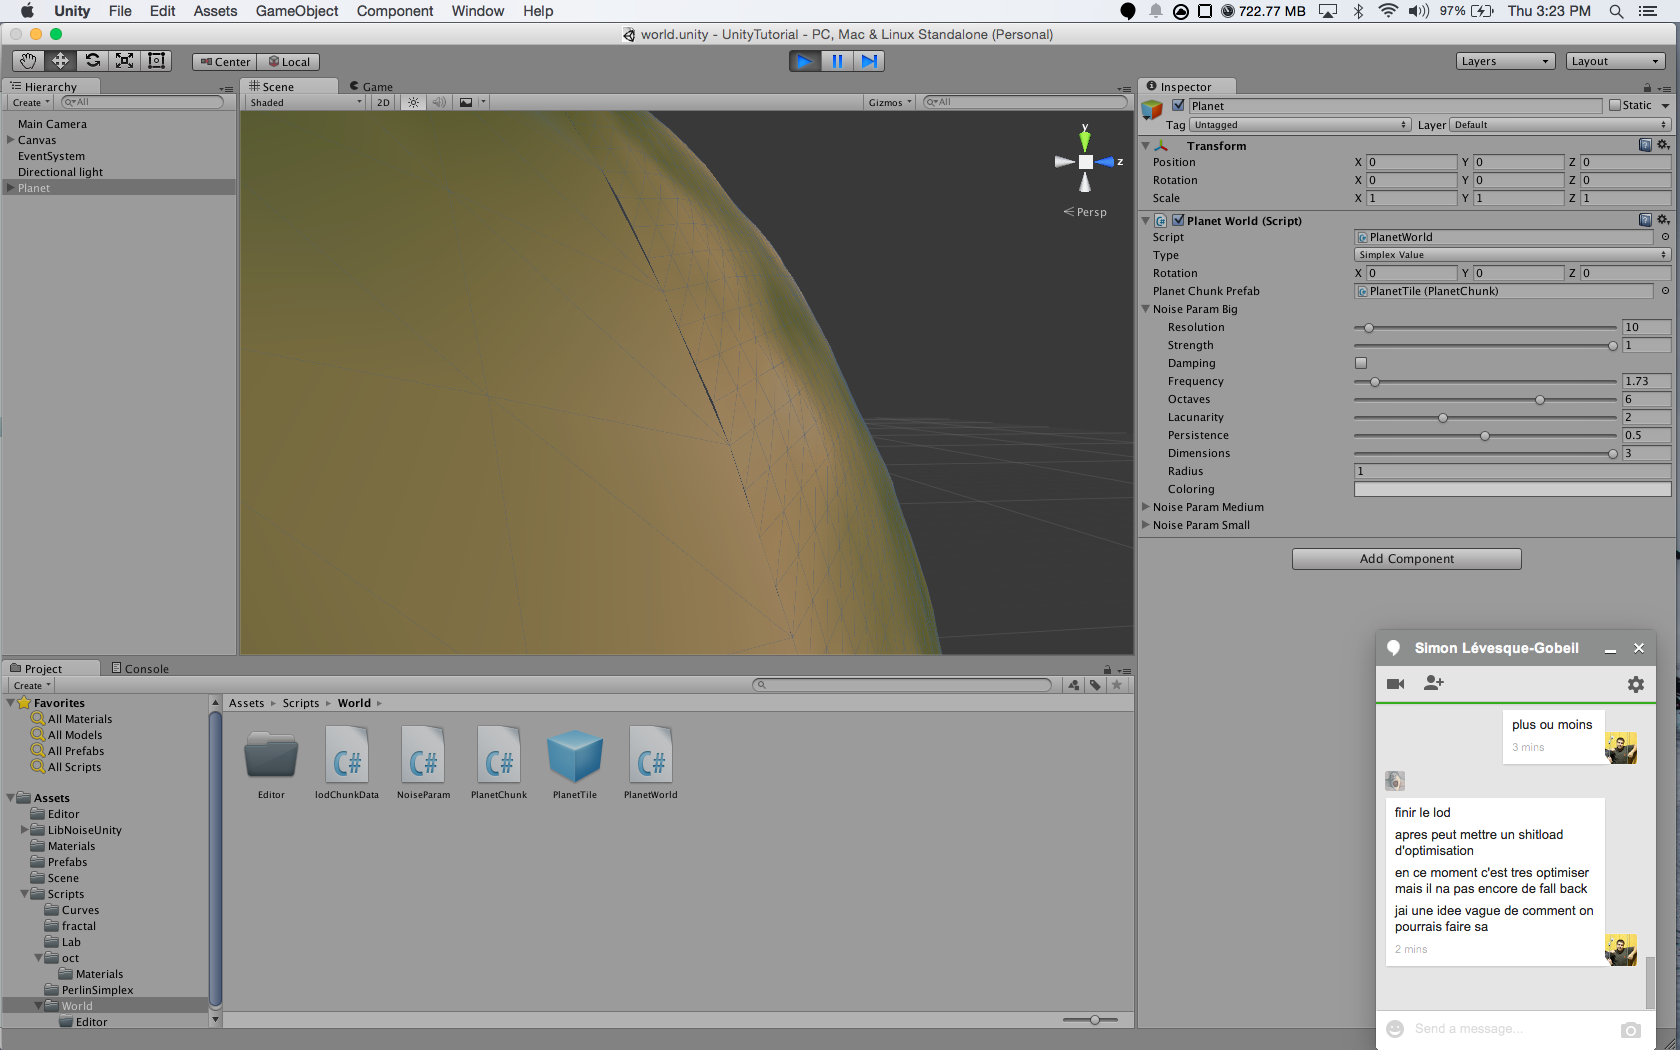 Unity File Edit Assets GameObject Component Window Help
722.77 MB 97% Thu 3:23 PM
world.unity - UnityTutorial - PC, Mac & Linux Standalone (Personal)
Center Local
Layers Layout
Hierarchy
Create All
Main Camera
Canvas
EventSystem
Directional light
Planet
Scene Game
Shaded 2D Gizmos All
y
z
Persp
Inspector
Planet Static
Tag Untagged Layer Default
Transform
Position X 0 Y 0 Z 0
Rotation X 0 Y 0 Z 0
Scale X 1 Y 1 Z 1
C# Planet World (Script)
Script PlanetWorld
Type Simplex Value
Rotation X 0 Y 0 Z 0
Planet Chunk Prefab PlanetTile (PlanetChunk)
Noise Param Big
Resolution 10
Strength 1
Damping
Frequency 1.73
Octaves 6
Lacunarity 2
Persistence 0.5
Dimensions 3
Radius 1
Coloring
Noise Param Medium
Noise Param Small
Add Component
Project Console
Create
Favorites
All Materials
All Models
All Prefabs
All Scripts
Assets
Editor
LibNoiseUnity
Materials
Prefabs
Scene
Scripts
Curves
fractal
Lab
oct
Materials
PerlinSimplex
World
Editor
Assets Scripts World
C# C# C# C#
Editor lodChunkData NoiseParam PlanetChunk PlanetTile PlanetWorld
Simon Lévesque-Gobeil
plus ou moins
3 mins
finir le lod
apres peut mettre un shitload
d'optimisation
en ce moment c'est tres optimiser
mais il na pas encore de fall back
jai une idee vague de comment on
pourrais faire sa
2 mins
Send a message...